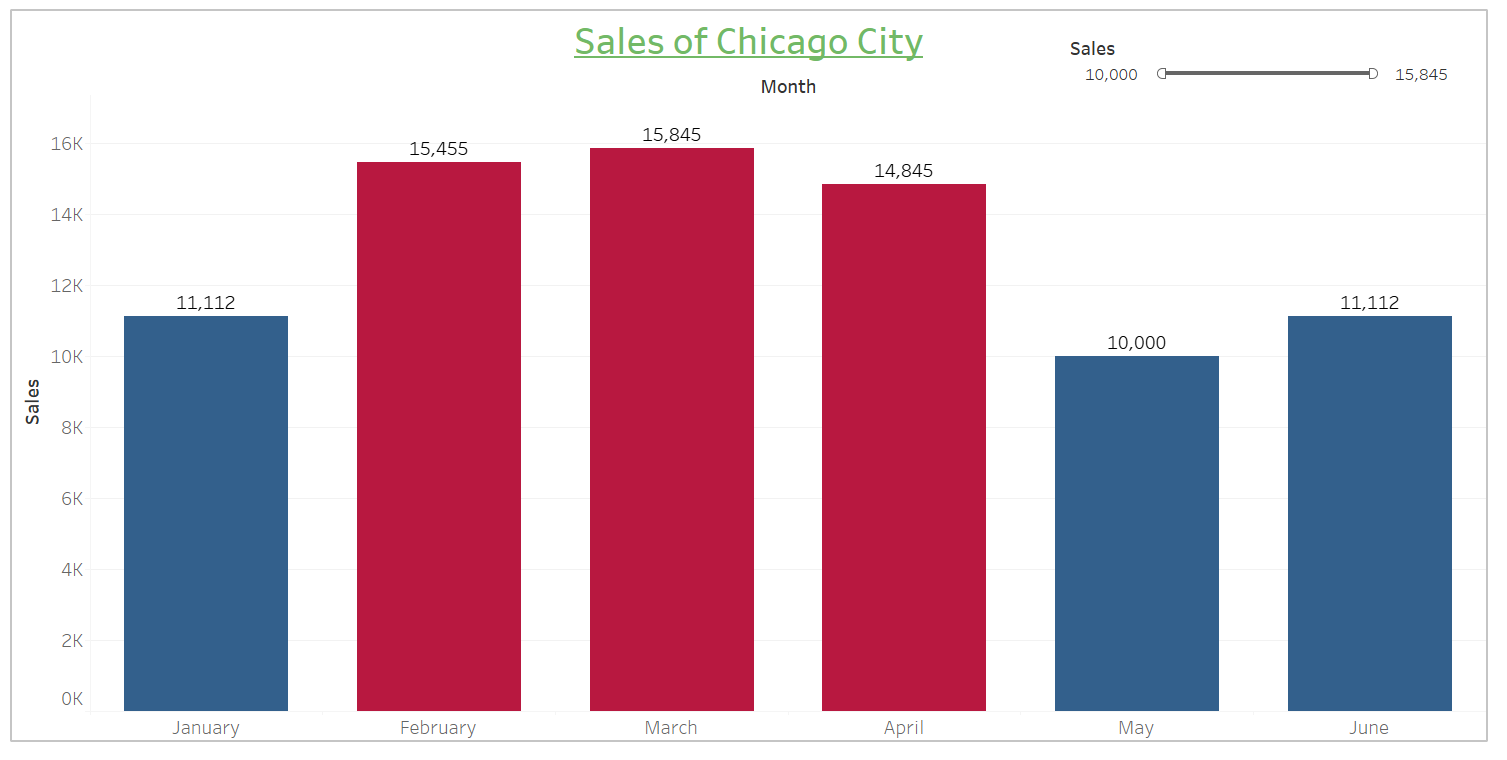 Sales of Chicago City
Sales
10,000 15,845
Month
16K
14K
12K
10K
8K
6K
4K
2K
0K
Sales
11,112
15,455
15,845
14,845
10,000
11,112
January February March April May June